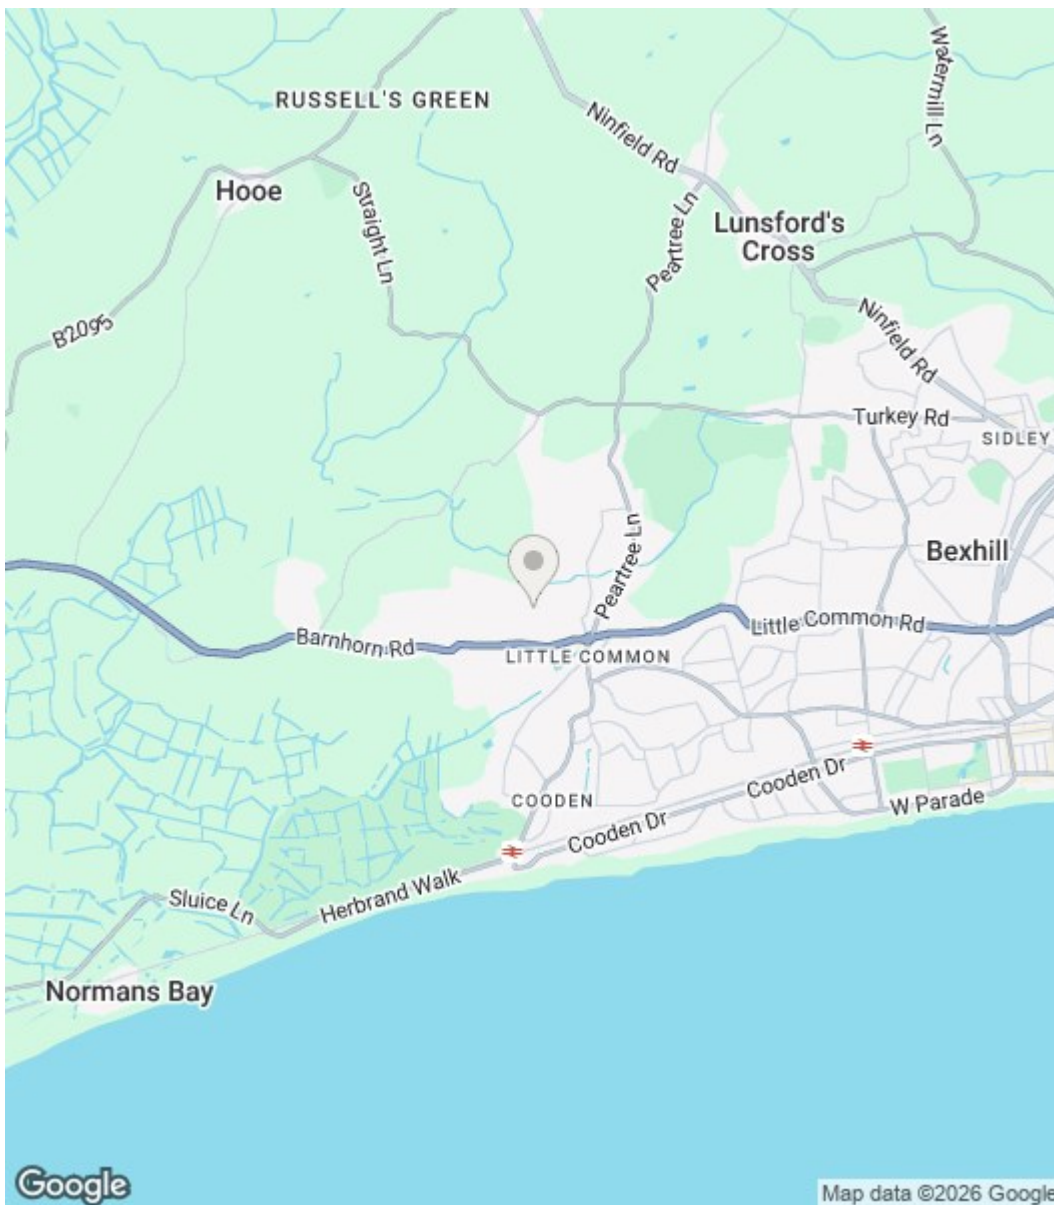 Watermill Ln
RUSSELL'S GREEN
Ninfield Rd
Hooe
Straight Ln
Peartree Ln
Lunsford's
Cross
B2095
Ninfield Rd
Turkey Rd
SIDLEY
Peartree Ln
Bexhill
Barnhorn Rd
Little Common Rd
LITTLE COMMON
Cooden Dr
COODEN
W Parade
Cooden Dr
Herbrand Walk
Sluice Ln
Normans Bay
Google
Map data ©2026 Google